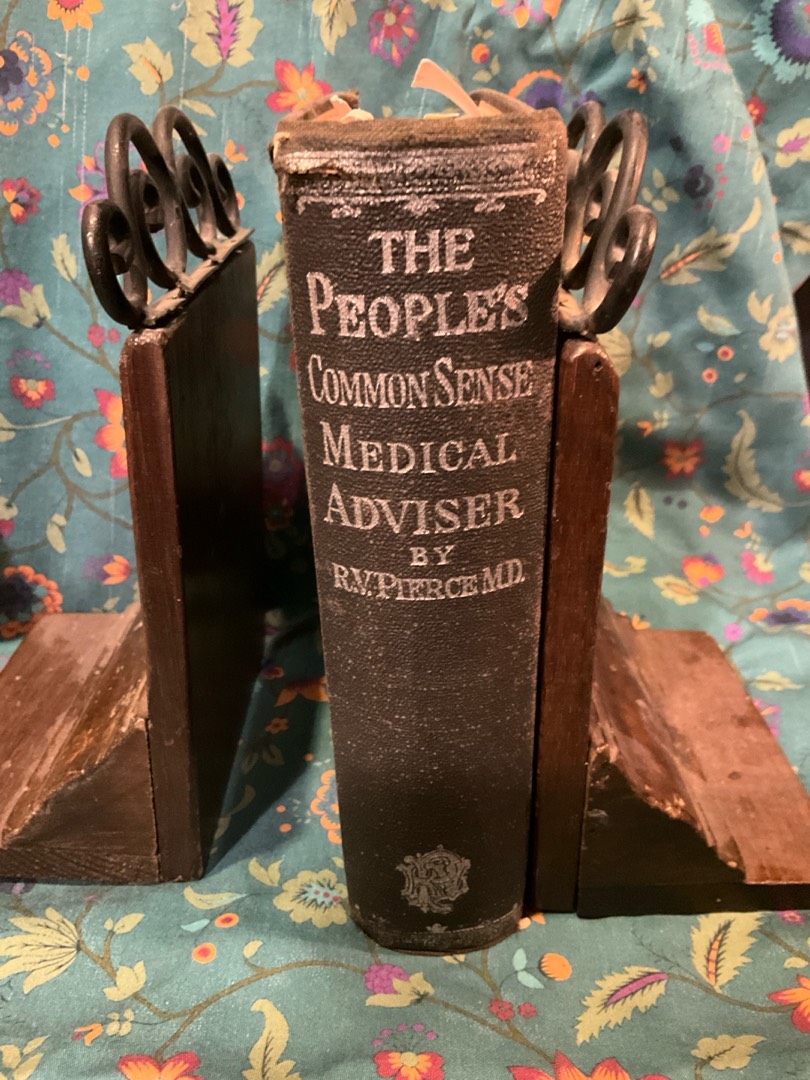 THE
PEOPLE'S
COMMON SENSE
MEDICAL
ADVISER
BY
R.V. PIERCE M.D.